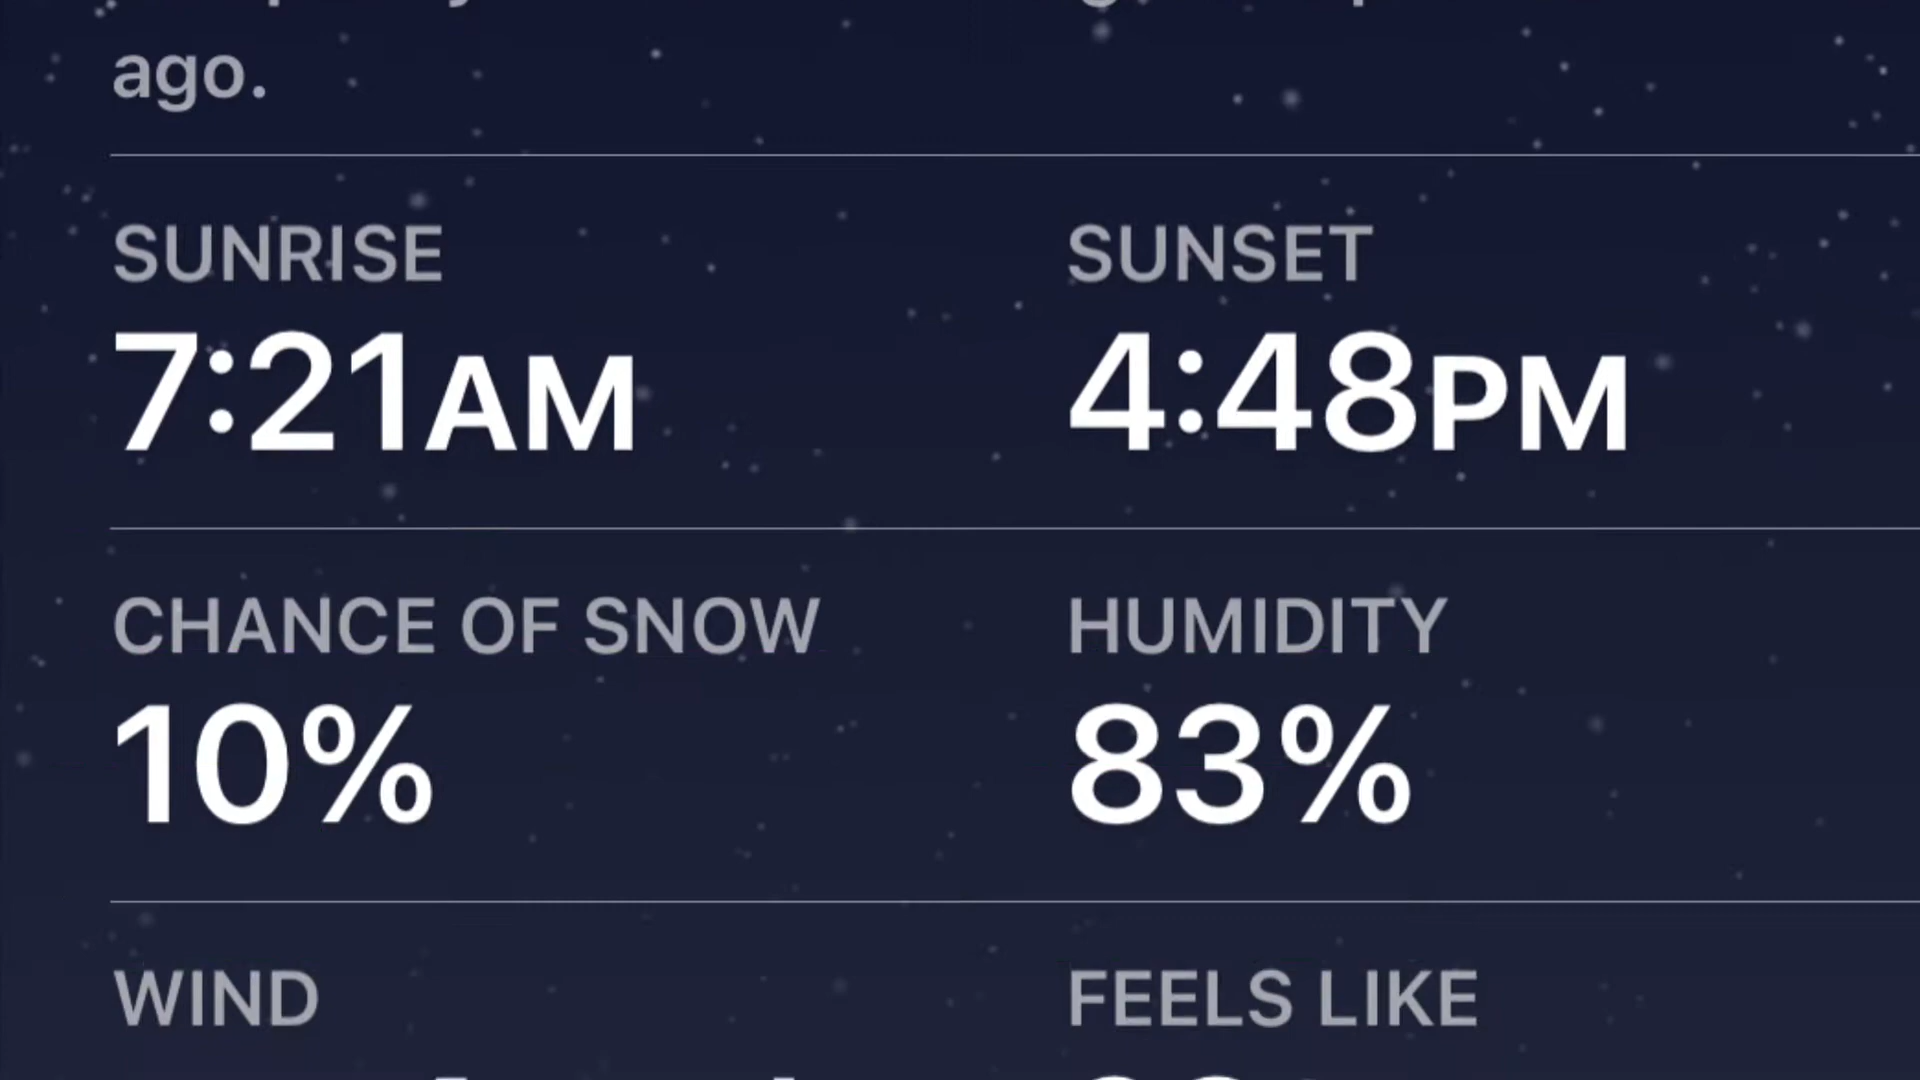 ago.
SUNRISE SUNSET
7:21AM 4:48PM
CHANCE OF SNOW HUMIDITY
10% 83%
WIND FEELS LIKE